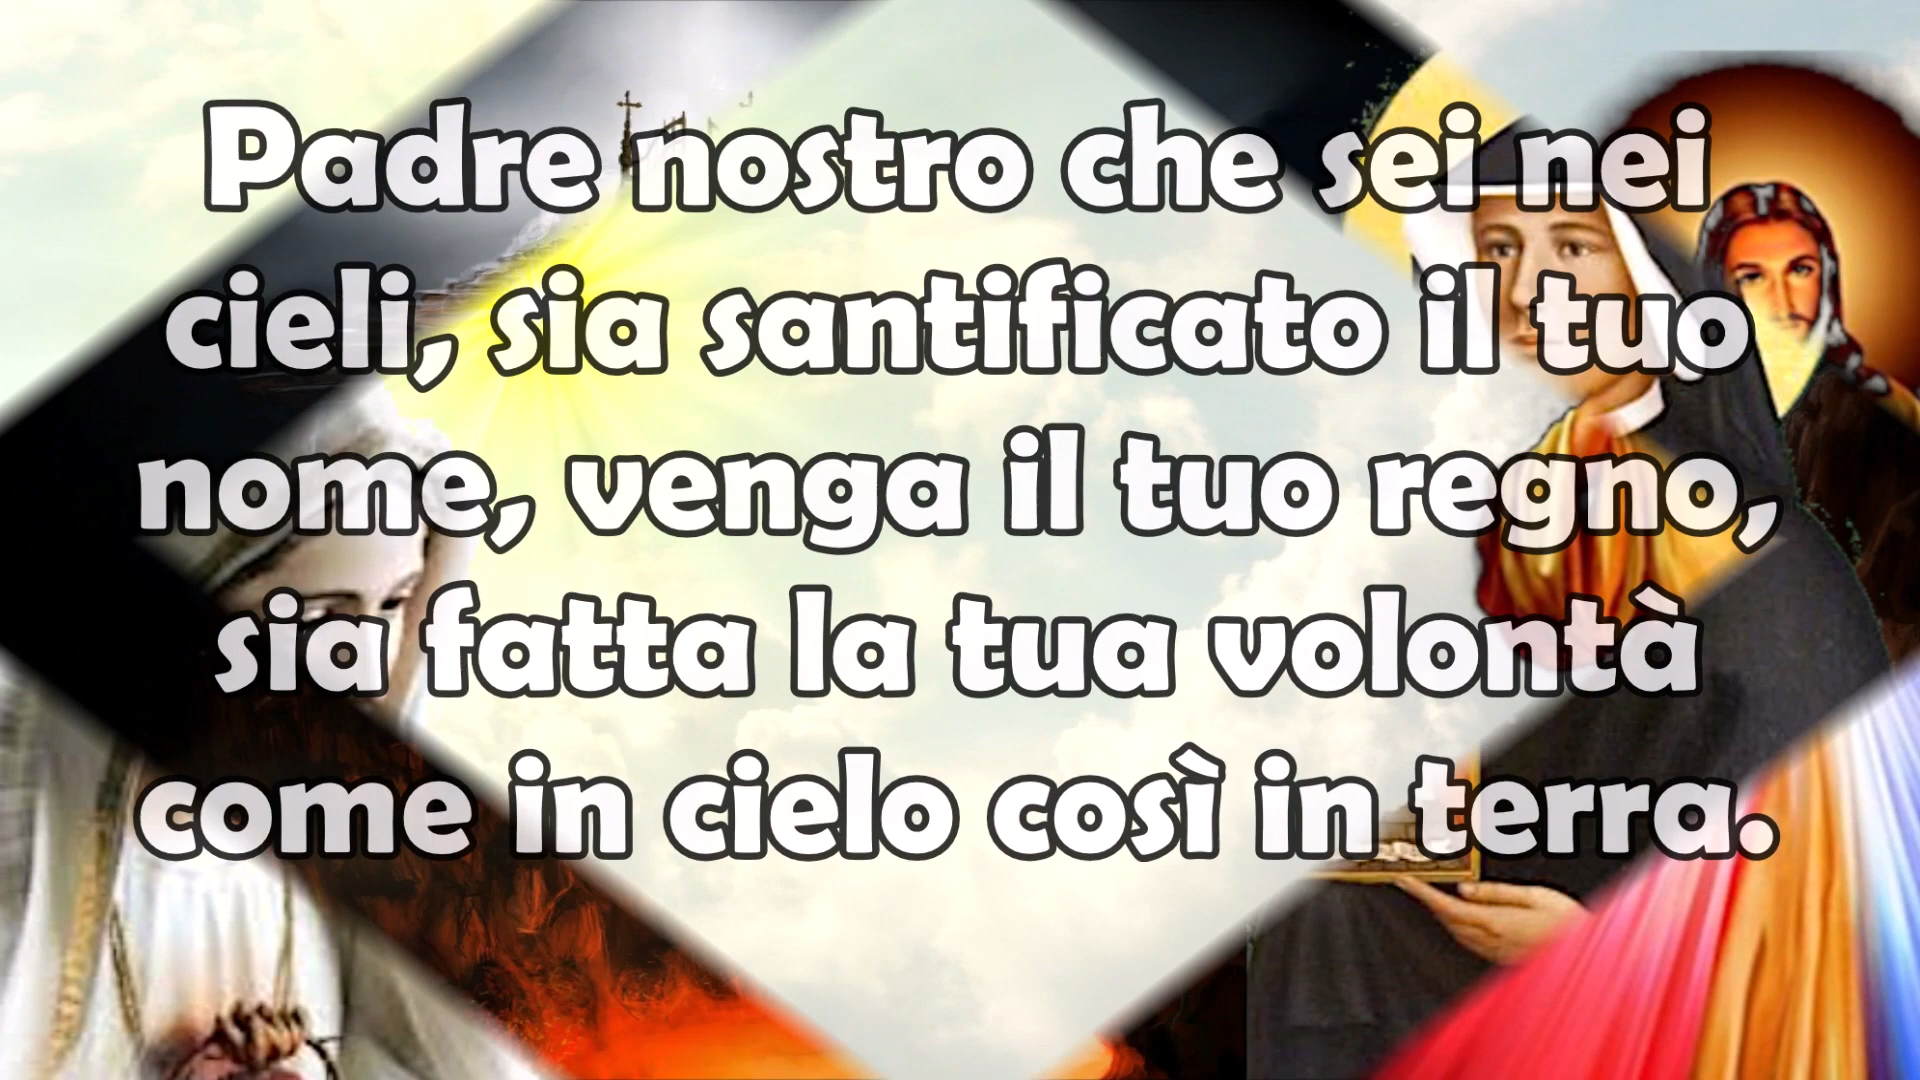 Padre nostro che sei nei
cieli, sia santificato il tuo
nome, venga il tuo regno,
sia fatta la tua volontà
come in cielo così in terra.